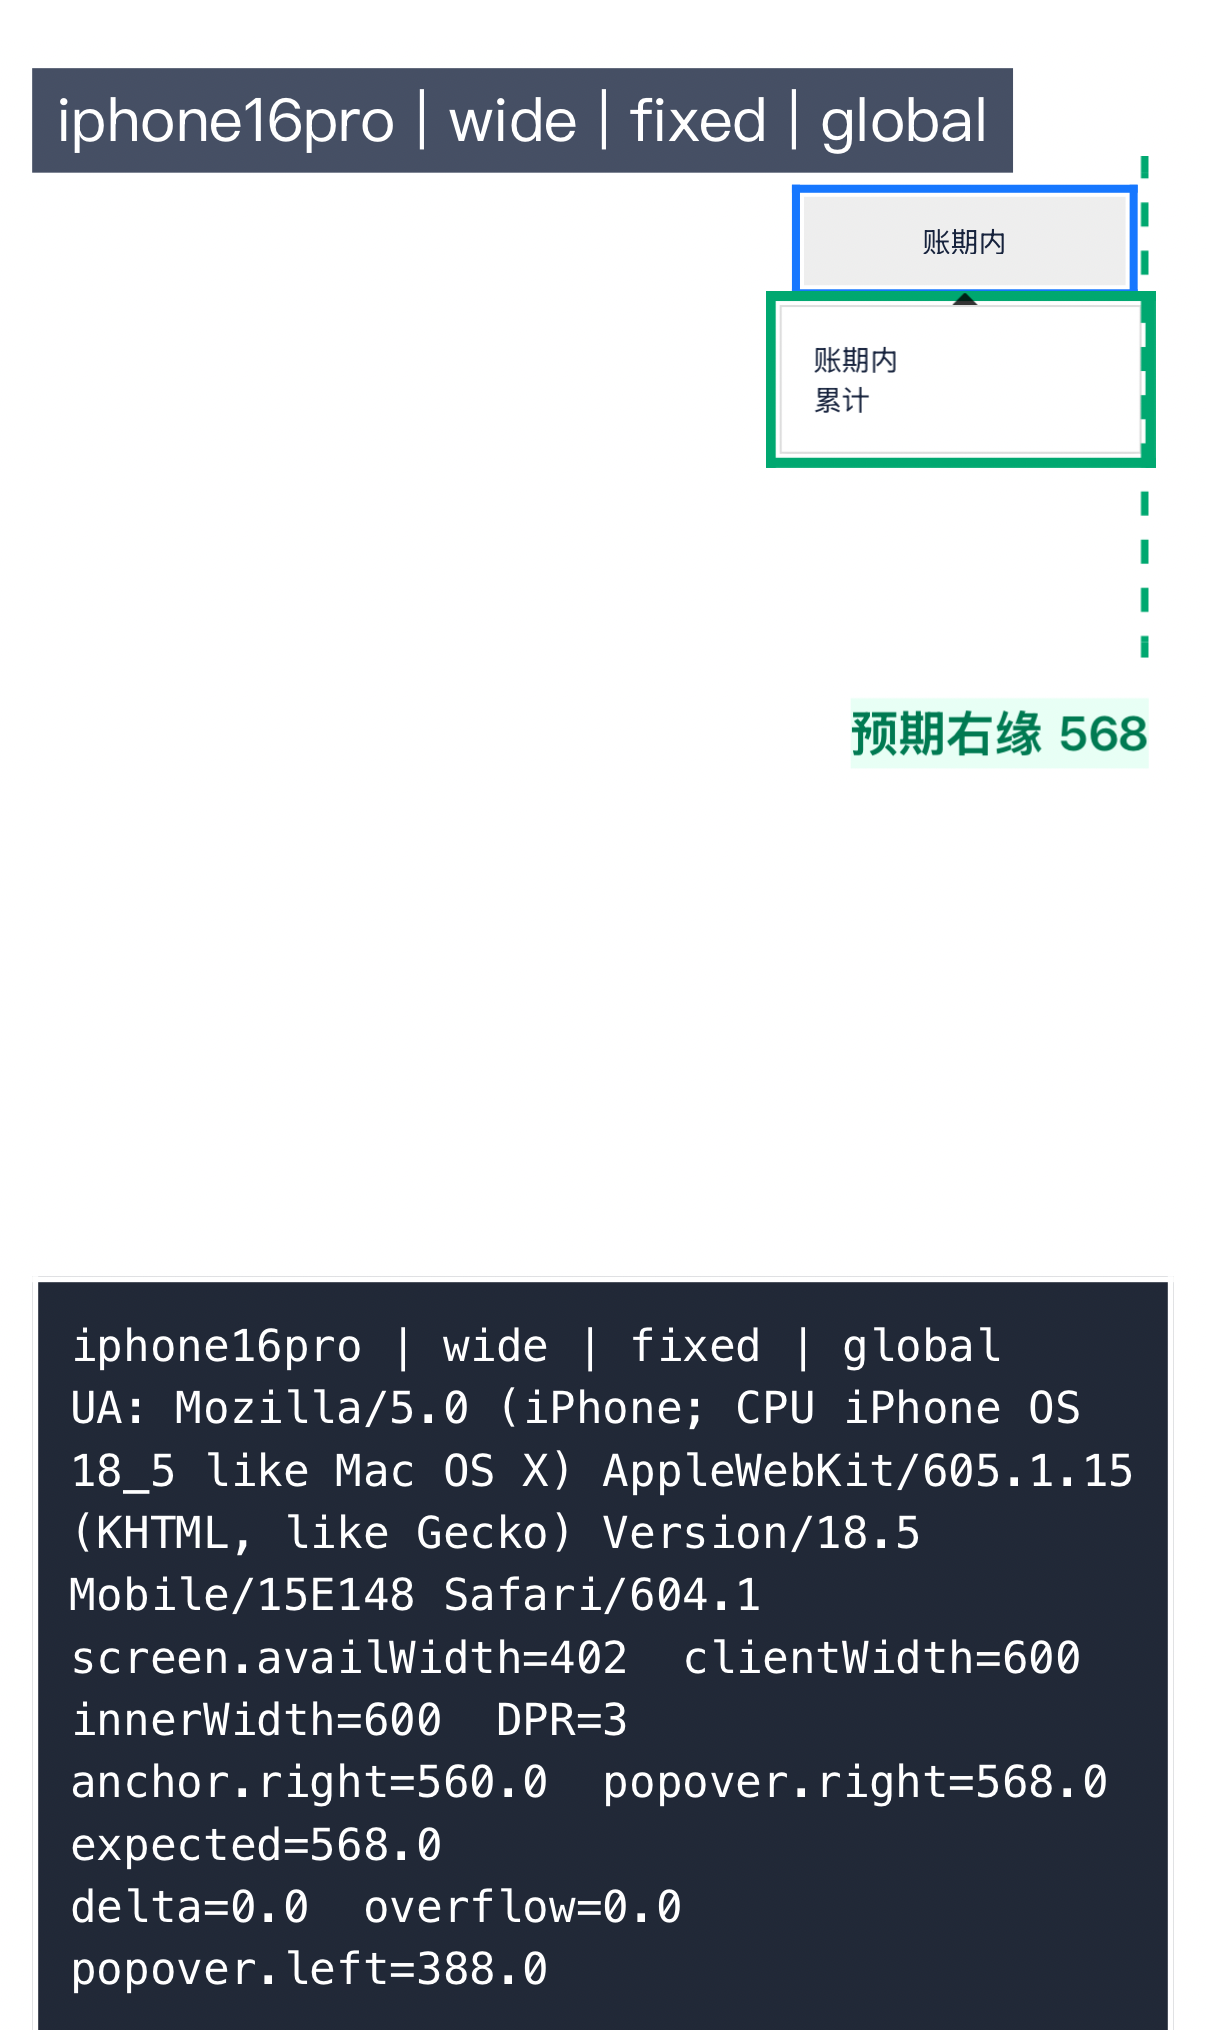 iphone16pro | wide | fixed | global
账期内
账期内
累计
预期右缘 568
iphone16pro | wide | fixed | global
UA: Mozilla/5.0 (iPhone; CPU iPhone OS
18_5 like Mac OS X) AppleWebKit/605.1.15
(KHTML, like Gecko) Version/18.5
Mobile/15E148 Safari/604.1
screen.availWidth=402  clientWidth=600
innerWidth=600  DPR=3
anchor.right=560.0  popover.right=568.0
expected=568.0
delta=0.0  overflow=0.0
popover.left=388.0